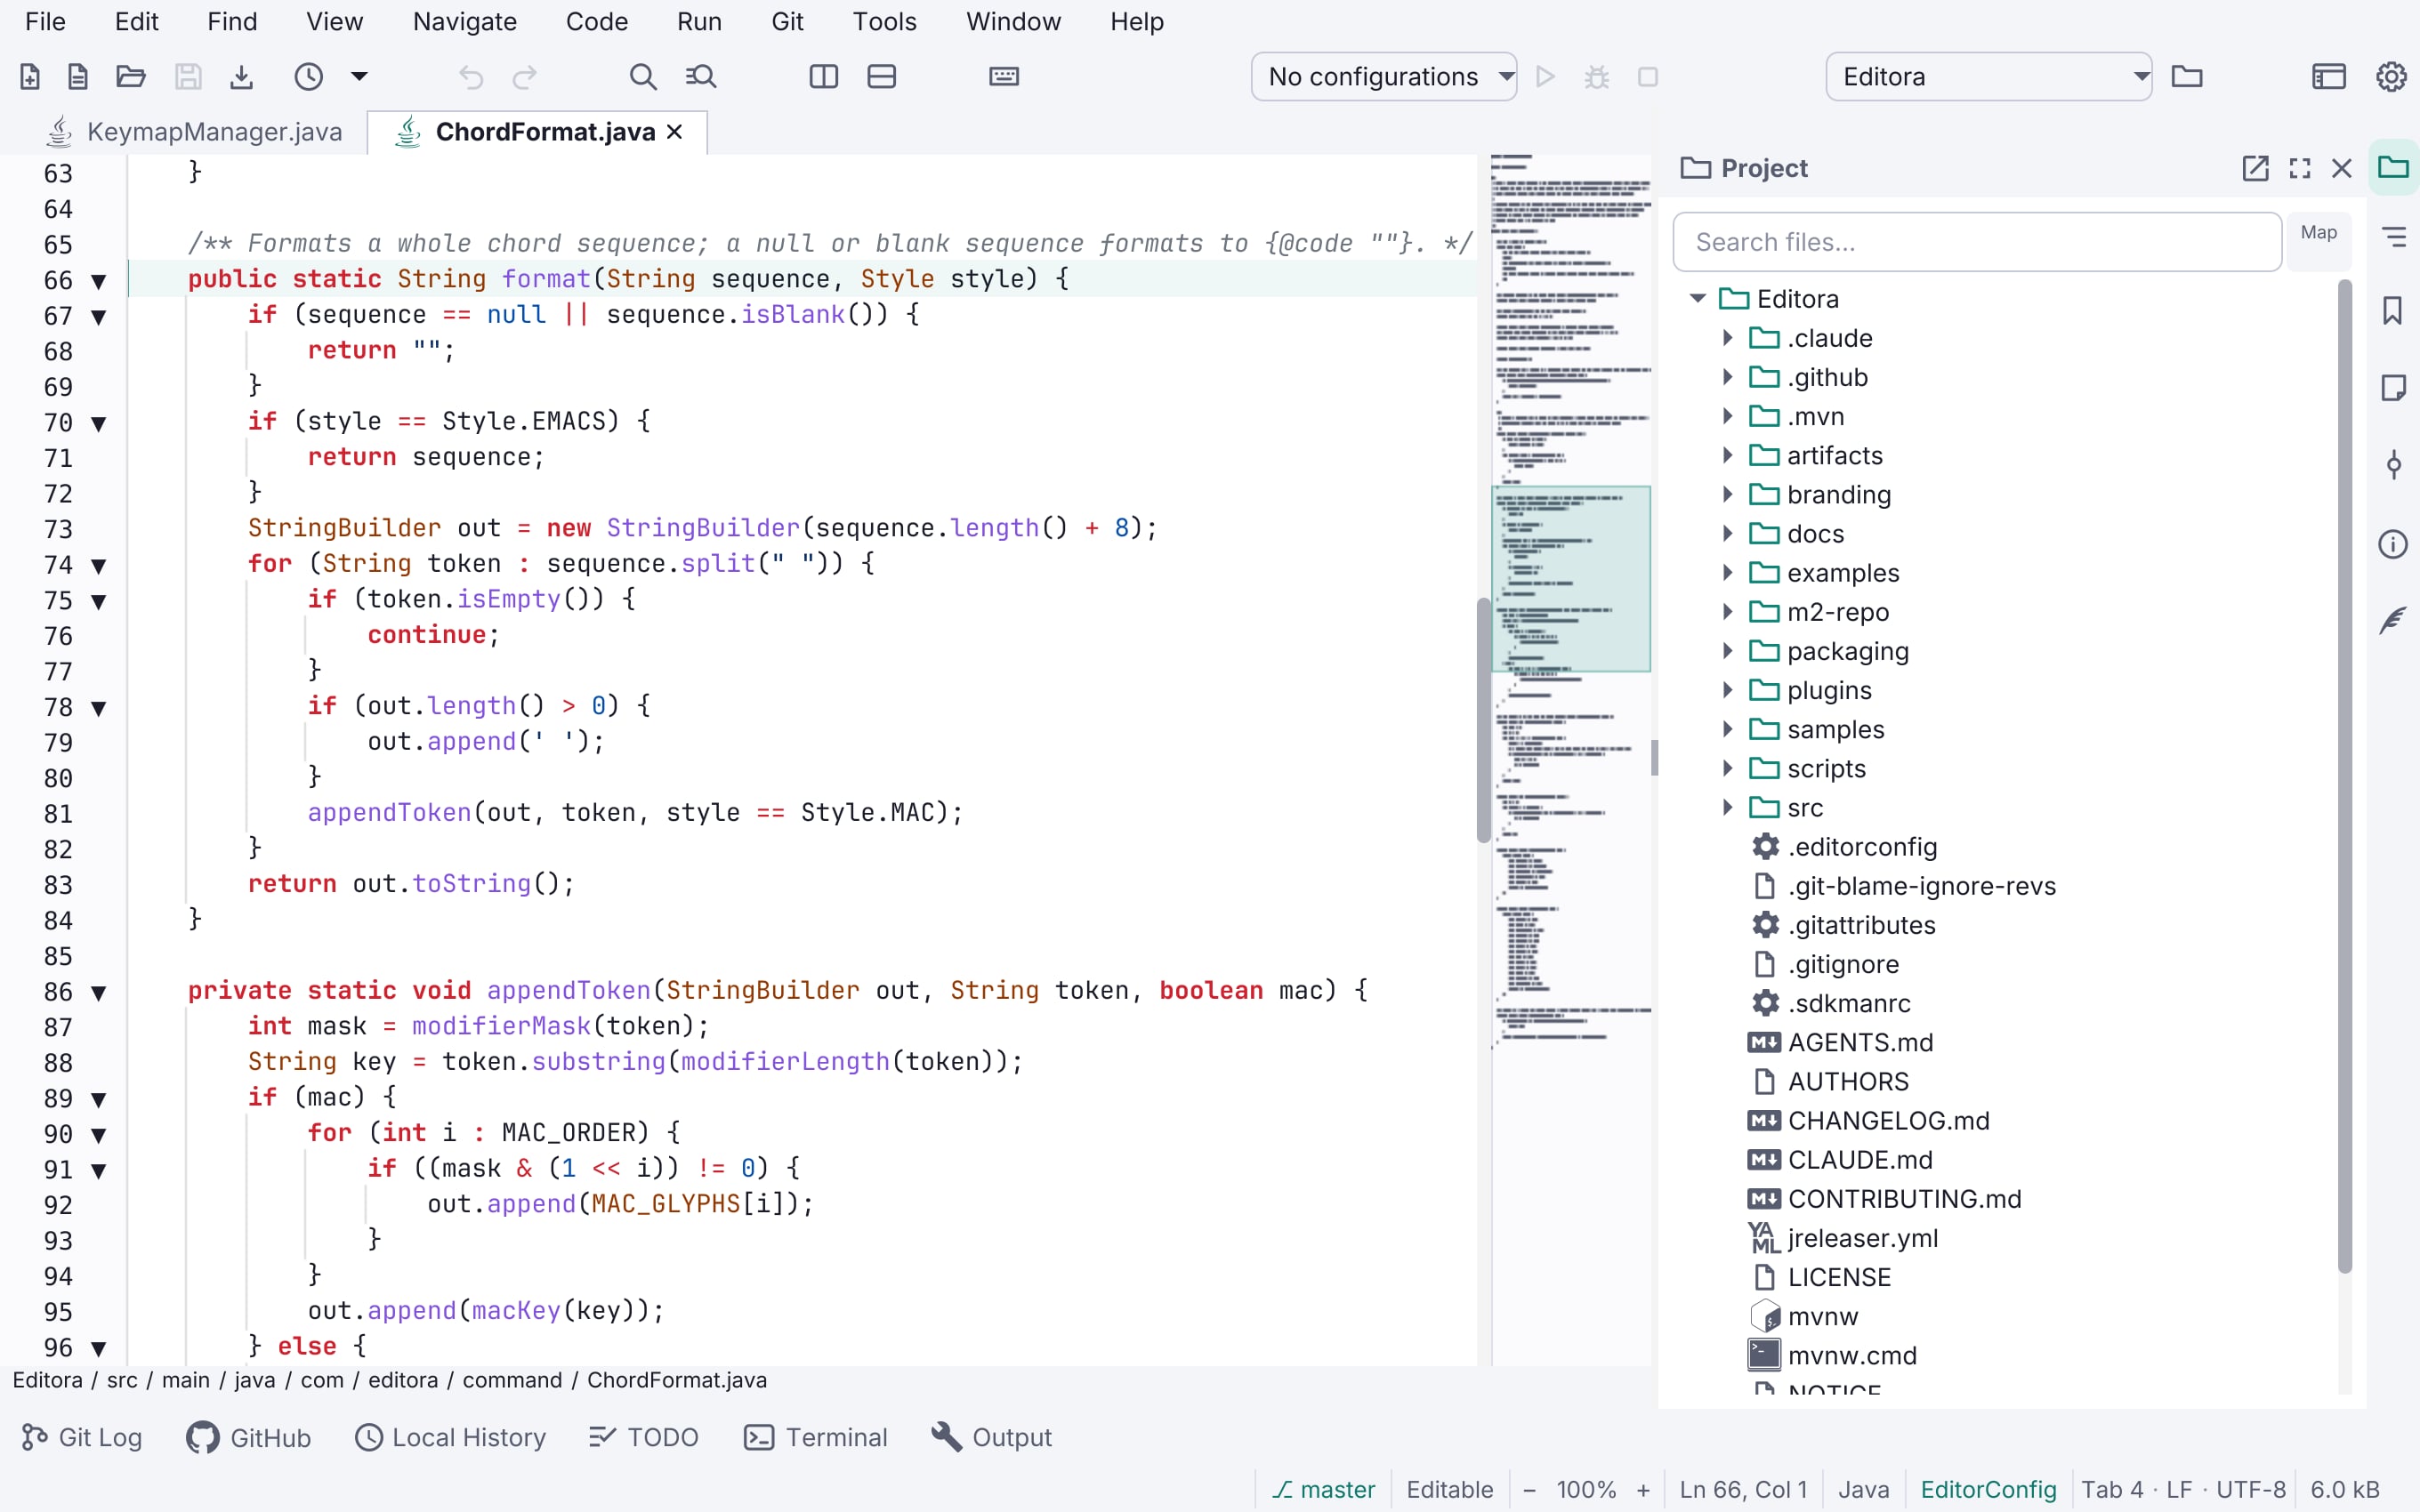 File Edit Find View Navigate Code Run Git Tools Window Help
No configurations Editora
KeymapManager.java ChordFormat.java
63 }
64
65 /** Formats a whole chord sequence; a null or blank sequence formats to {@code ""}. */
66 public static String format(String sequence, Style style) {
67 if (sequence == null || sequence.isBlank()) {
68 return "";
69 }
70 if (style == Style.EMACS) {
71 return sequence;
72 }
73 StringBuilder out = new StringBuilder(sequence.length() + 8);
74 for (String token : sequence.split(" ")) {
75 if (token.isEmpty()) {
76 continue;
77 }
78 if (out.length() > 0) {
79 out.append(' ');
80 }
81 appendToken(out, token, style == Style.MAC);
82 }
83 return out.toString();
84 }
85
86 private static void appendToken(StringBuilder out, String token, boolean mac) {
87 int mask = modifierMask(token);
88 String key = token.substring(modifierLength(token));
89 if (mac) {
90 for (int i : MAC_ORDER) {
91 if ((mask & (1 << i)) != 0) {
92 out.append(MAC_GLYPHS[i]);
93 }
94 }
95 out.append(macKey(key));
96 } else {
Project
Search files...
Map
Editora
.claude
.github
.mvn
artifacts
branding
docs
examples
m2-repo
packaging
plugins
samples
scripts
src
.editorconfig
.git-blame-ignore-revs
.gitattributes
.gitignore
.sdkmanrc
AGENTS.md
AUTHORS
CHANGELOG.md
CLAUDE.md
CONTRIBUTING.md
jreleaser.yml
LICENSE
mvnw
mvnw.cmd
NOTICE
Editora / src / main / java / com / editora / command / ChordFormat.java
Git Log GitHub Local History TODO Terminal Output
master Editable − 100% + Ln 66, Col 1 Java EditorConfig Tab 4 · LF · UTF-8 6.0 kB